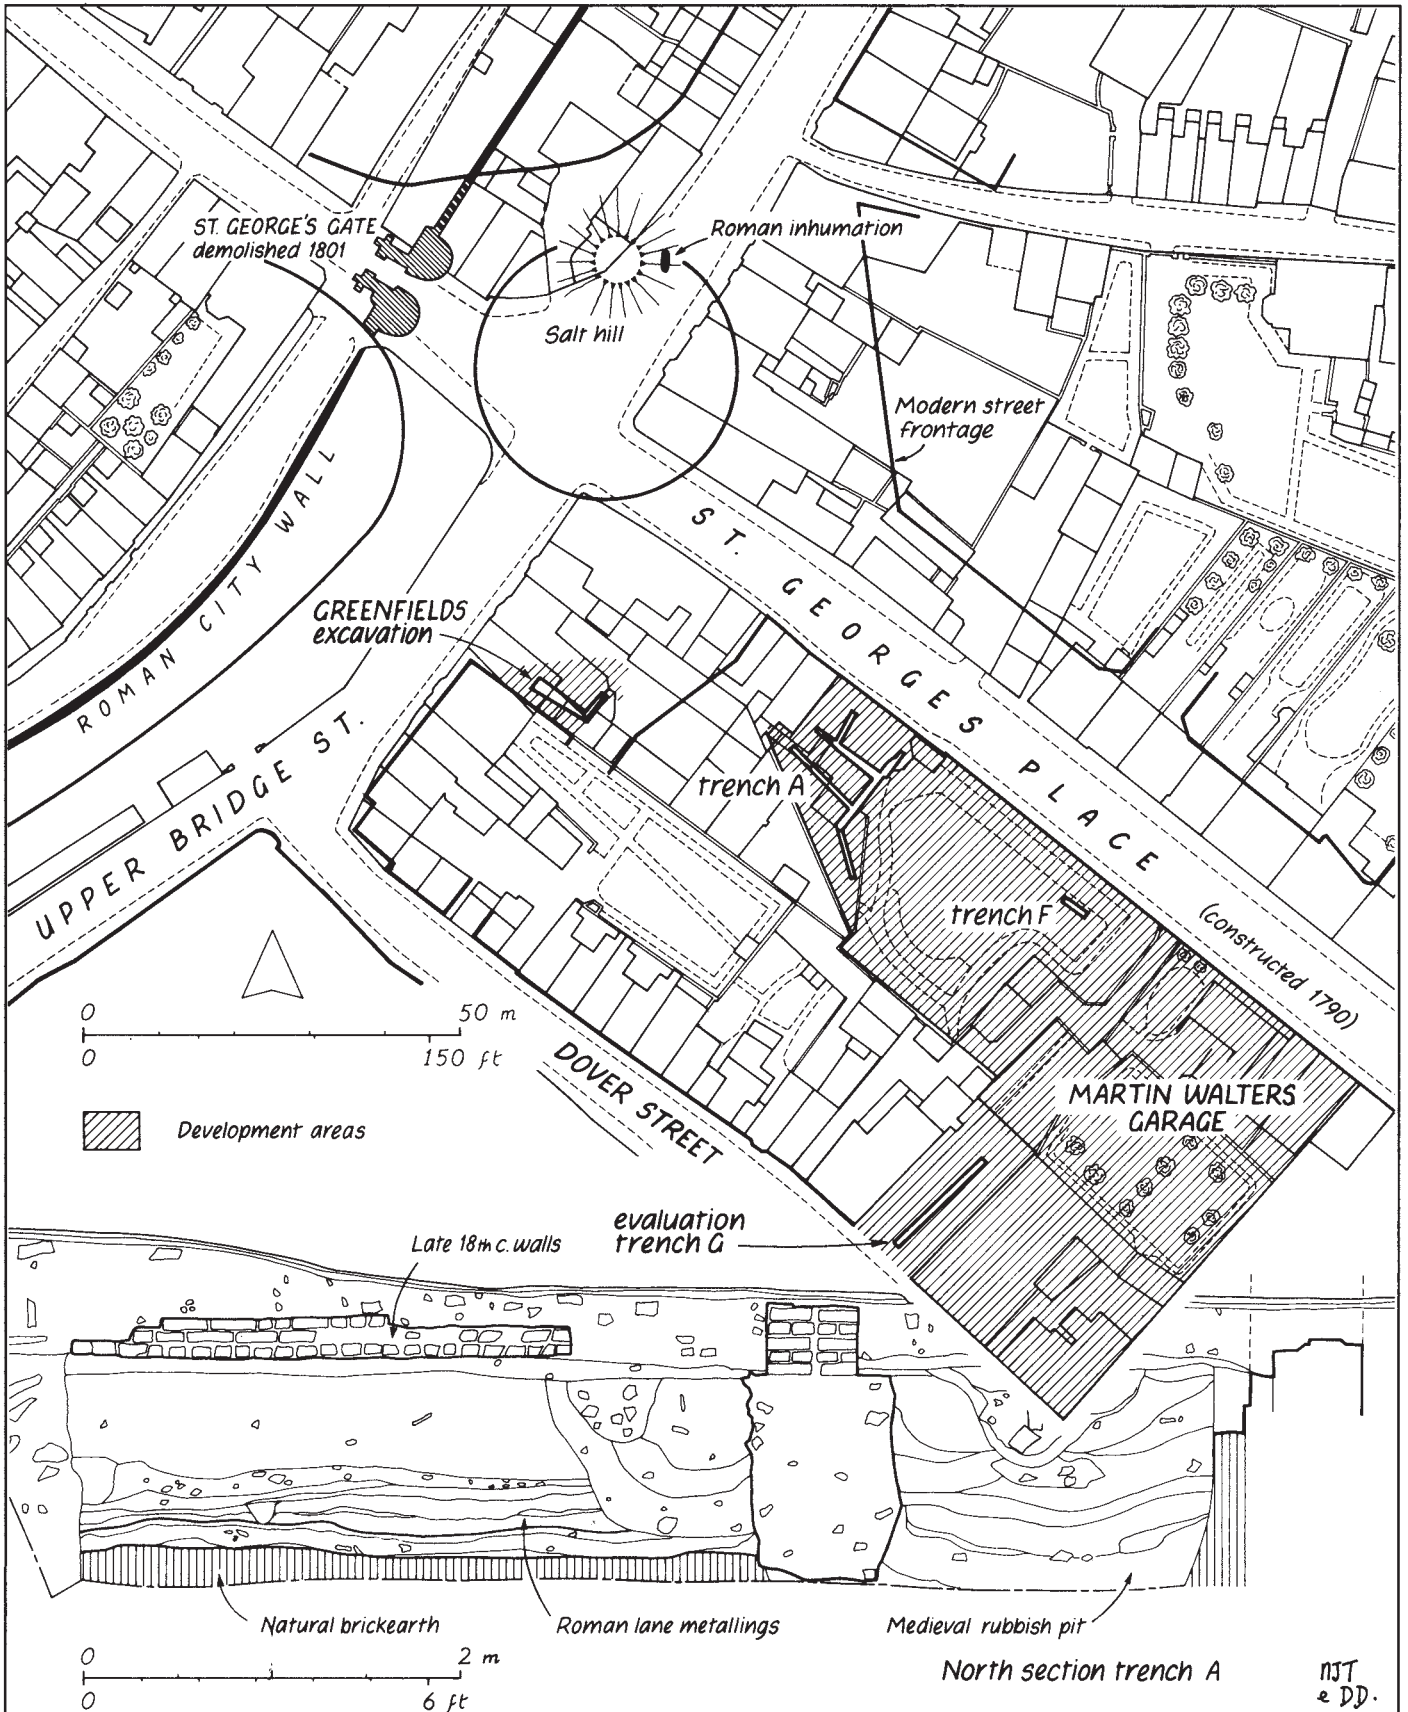 ST. GEORGE'S GATE
demolished 1801
Roman inhumation
Salt hill
Modern street
frontage
ROMAN CITY WALL
GREENFIELDS
excavation
ST. GEORGES PLACE
(constructed 1790)
UPPER BRIDGE ST.
trench A
trench F
0 50 m
0 150 ft
DOVER STREET
MARTIN WALTERS
GARAGE
Development areas
evaluation
trench G
Late 18th c. walls
Natural brickearth
Roman lane metallings
Medieval rubbish pit
0 2 m
0 6 ft
North section trench A
NJT
e DD.